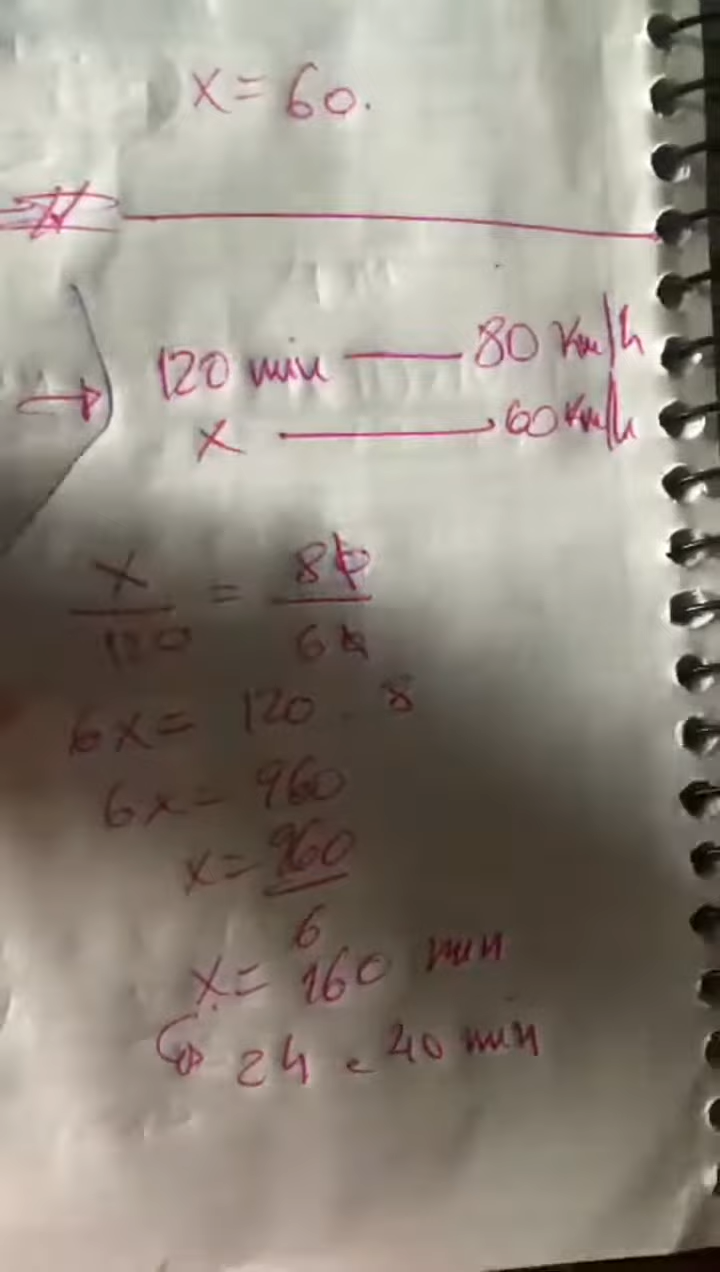 x = 60.
120 min — 80 Km/h
x — 60 Km/h
x/120 = 80/60
6x = 120 . 8
6x = 960
x = 960/6
x = 160 min
2h e 40 min